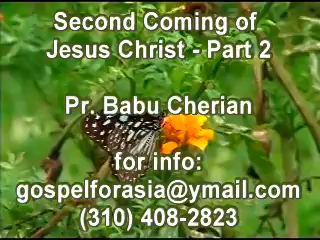 Second Coming of
Jesus Christ - Part 2
Pr. Babu Cherian
for info:
gospelforasia@ymail.com
(310) 408-2823